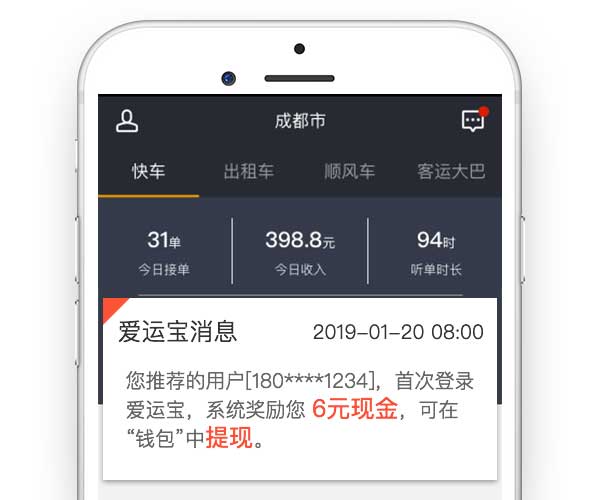 成都市
快车 出租车 顺风车 客运大巴
31单 398.8元 94时
今日接单 今日收入 听单时长
爱运宝消息 2019-01-20 08:00
您推荐的用户[180****1234]，首次登录
爱运宝，系统奖励您 6元现金，可在
“钱包”中提现。